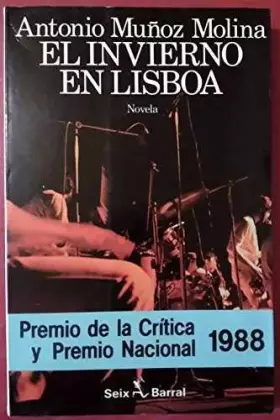 Antonio Muñoz Molina
EL INVIERNO
EN LISBOA
Novela
Premio de la Crítica
y Premio Nacional 1988
Seix Barral